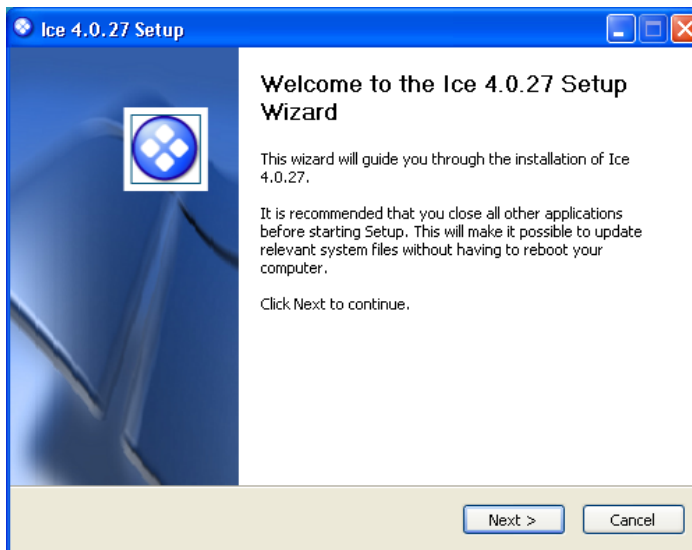 Ice 4.0.27 Setup
Welcome to the Ice 4.0.27 Setup
Wizard
This wizard will guide you through the installation of Ice
4.0.27.
It is recommended that you close all other applications
before starting Setup. This will make it possible to update
relevant system files without having to reboot your
computer.
Click Next to continue.
Next >
Cancel